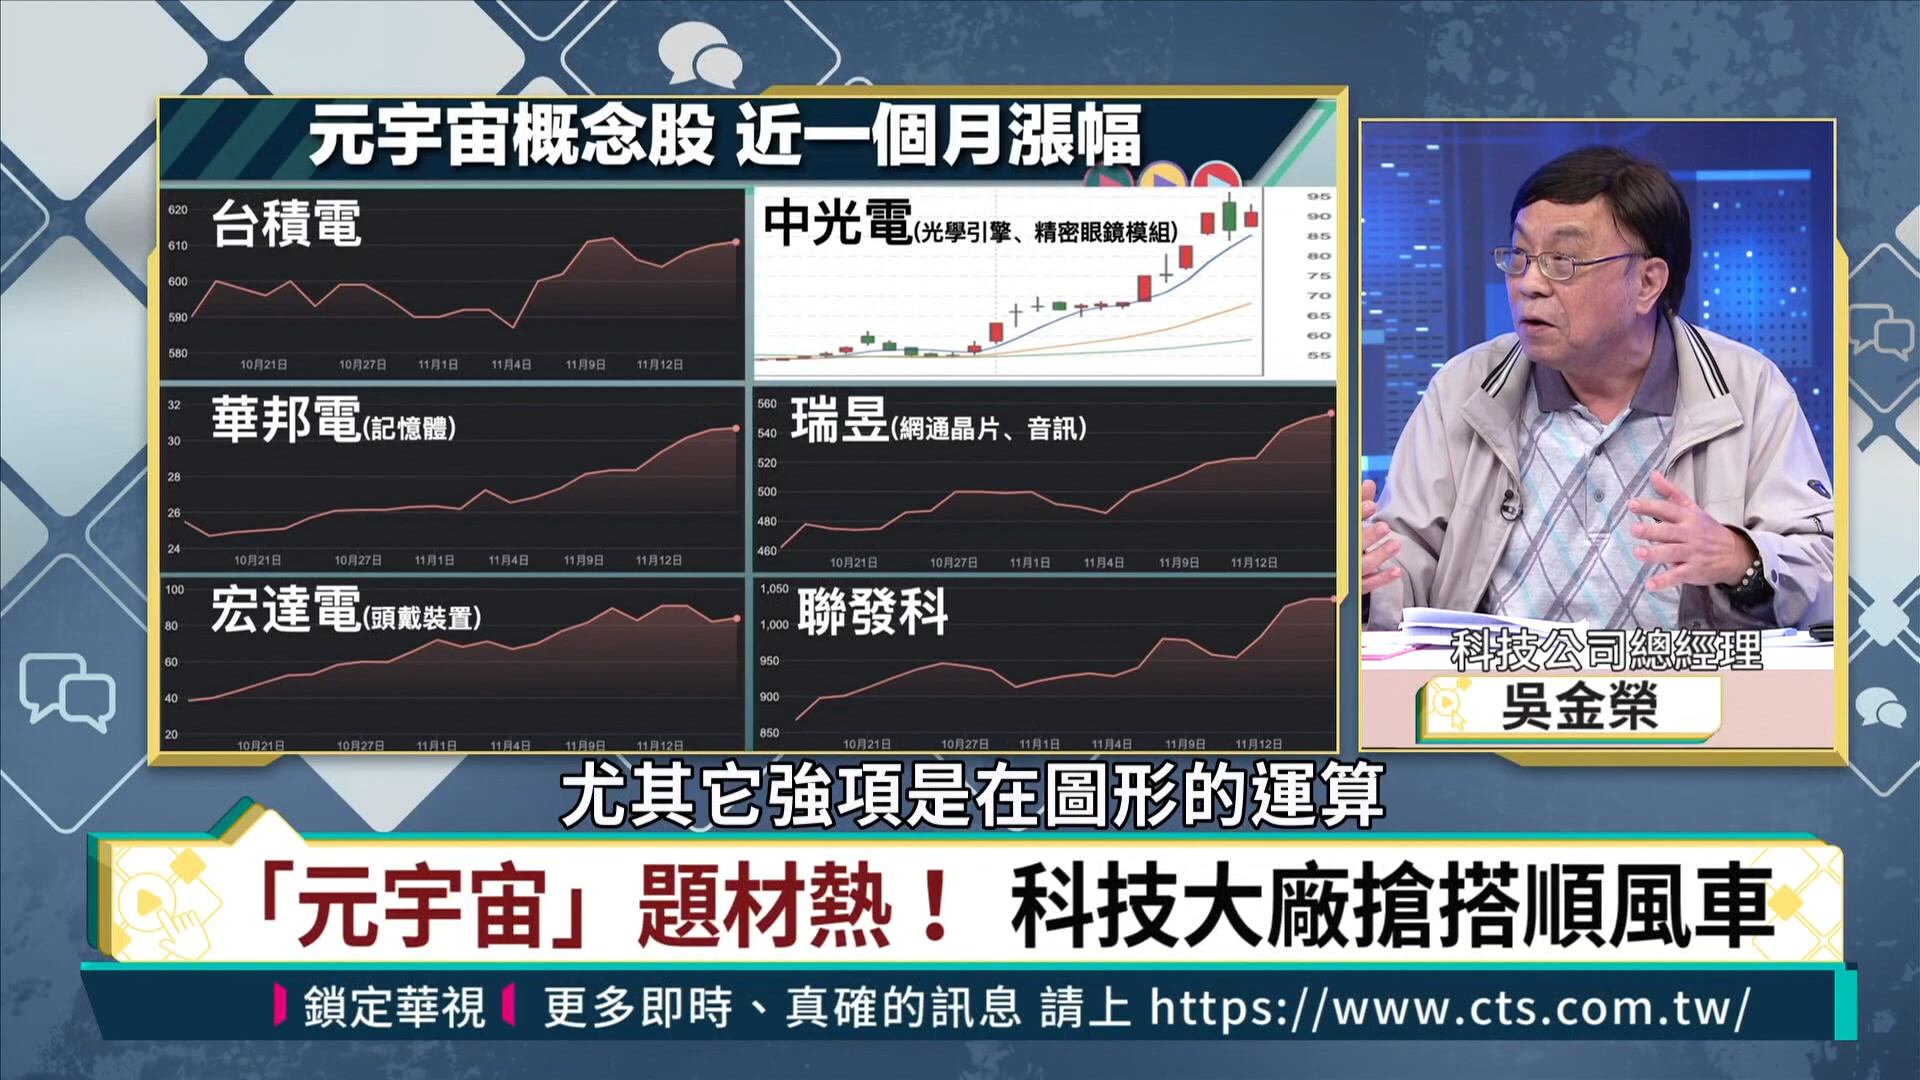 元宇宙概念股 近一個月漲幅
台積電
620
610
600
590
580
10月21日 10月27日 11月1日 11月4日 11月9日 11月12日
中光電(光學引擎、精密眼鏡模組)
95
90
85
80
75
70
65
60
55
華邦電(記憶體)
32
30
28
26
24
10月21日 10月27日 11月1日 11月4日 11月9日 11月12日
瑞昱(網通晶片、音訊)
560
540
520
500
480
460
10月21日 10月27日 11月1日 11月4日 11月9日 11月12日
宏達電(頭戴裝置)
100
80
60
40
20
10月21日 10月27日 11月1日 11月4日 11月9日 11月12日
聯發科
1,050
1,000
950
900
850
10月21日 10月27日 11月1日 11月4日 11月9日 11月12日
科技公司總經理
吳金榮
尤其它強項是在圖形的運算
「元宇宙」題材熱！ 科技大廠搶搭順風車
鎖定華視 更多即時、真確的訊息 請上 https://www.cts.com.tw/